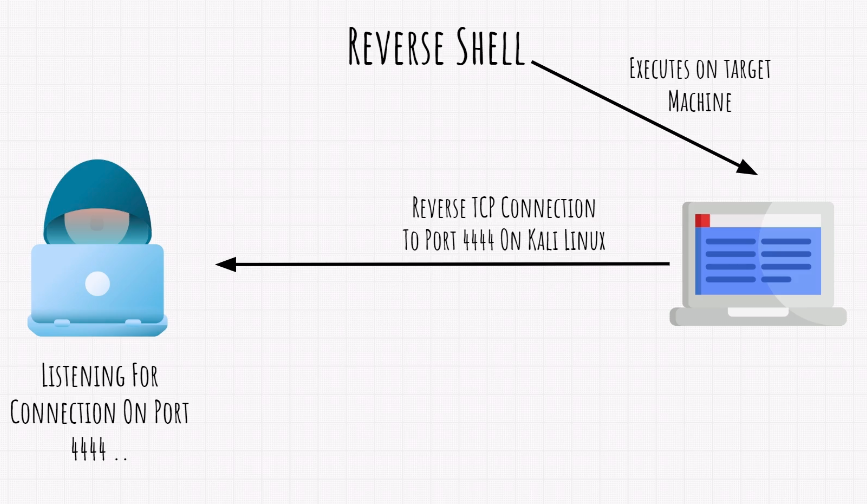 Reverse Shell
Executes on target
Machine
Reverse TCP Connection
To Port 4444 On Kali Linux
Listening For
Connection On Port
4444 ..